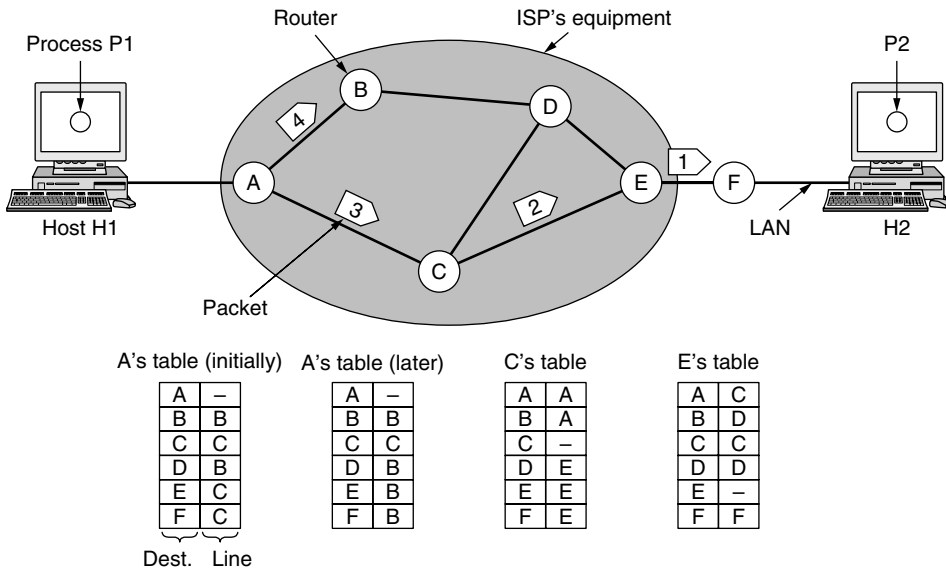 Router
ISP's equipment
Process P1
P2
B
D
4
A
E
1
F
3
2
C
LAN
Host H1
H2
Packet
A's table (initially)
A –
B B
C C
D B
E C
F C
Dest. Line
A's table (later)
A –
B B
C C
D B
E B
F B
C's table
A A
B A
C –
D E
E E
F E
E's table
A C
B D
C C
D D
E –
F F